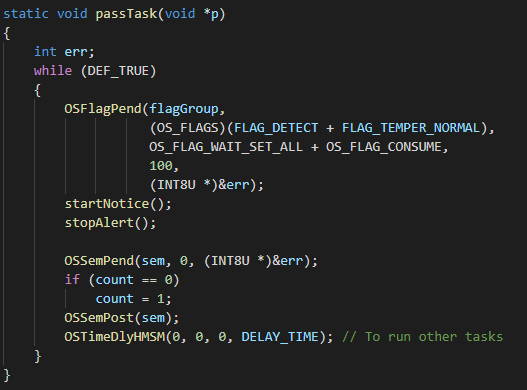 static void passTask(void *p)
{
    int err;
    while (DEF_TRUE)
    {
        OSFlagPend(flagGroup,
                   (OS_FLAGS)(FLAG_DETECT + FLAG_TEMPER_NORMAL),
                   OS_FLAG_WAIT_SET_ALL + OS_FLAG_CONSUME,
                   100,
                   (INT8U *)&err);
        startNotice();
        stopAlert();

        OSSemPend(sem, 0, (INT8U *)&err);
        if (count == 0)
            count = 1;
        OSSemPost(sem);
        OSTimeDlyHMSM(0, 0, 0, DELAY_TIME); // To run other tasks
    }
}